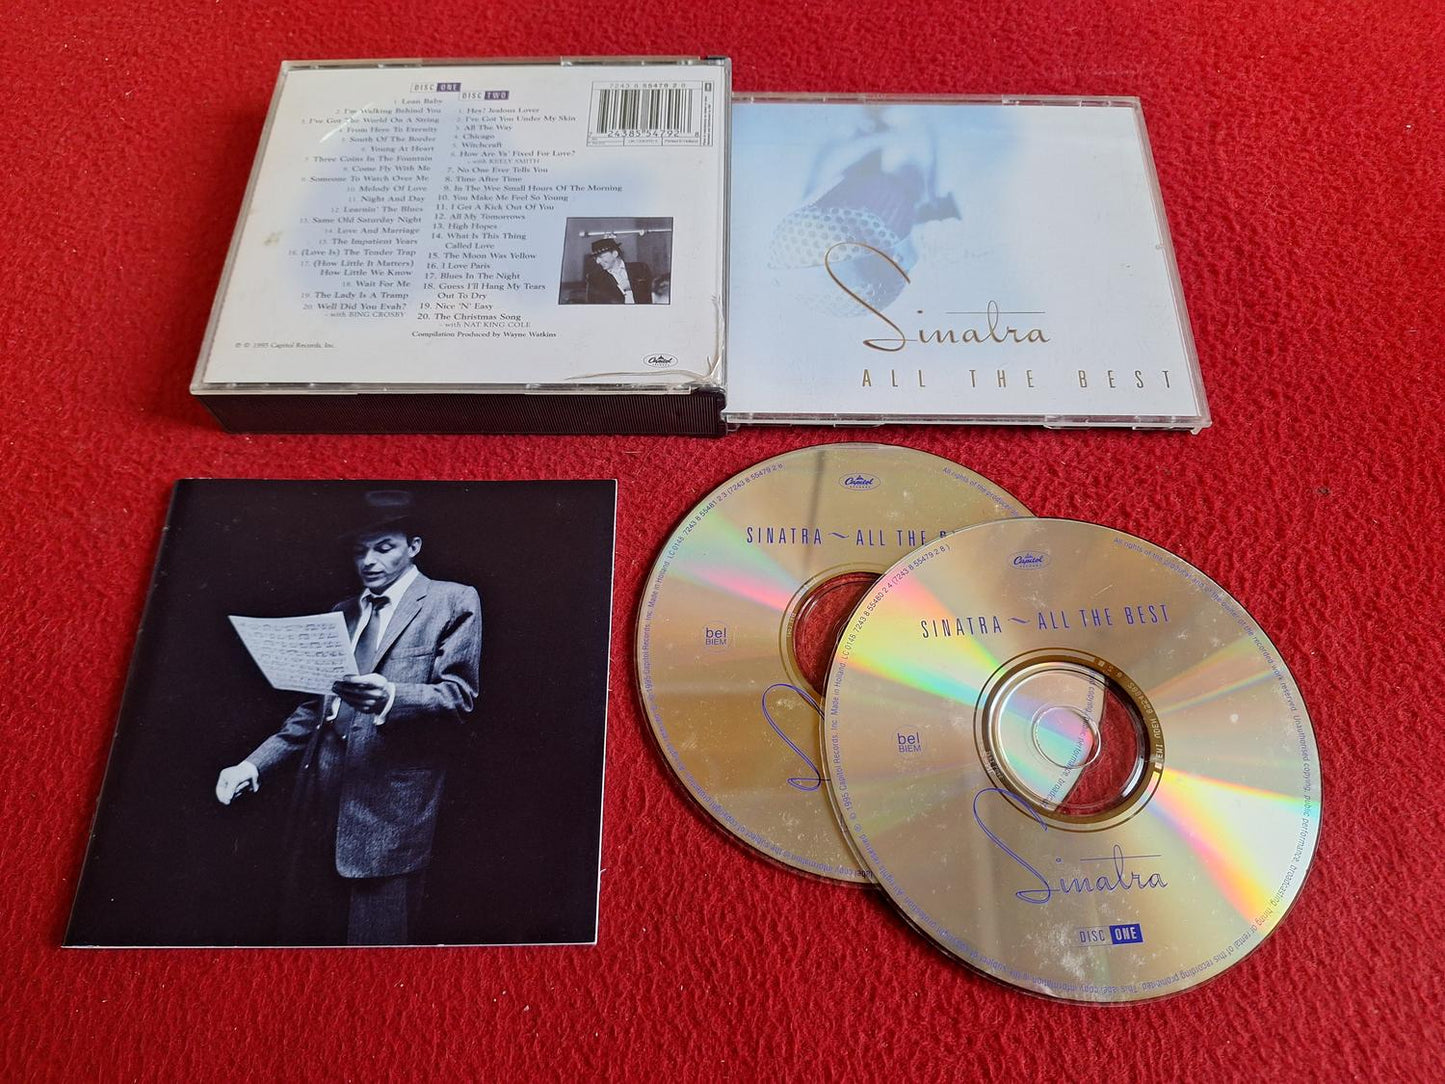 DISC ONE
1. Lean Baby
2. I'm Walking Behind You
3. I've Got The World On A String
4. From Here To Eternity
5. South Of The Border
6. Young At Heart
7. Three Coins In The Fountain
8. Come Fly With Me
9. Someone To Watch Over Me
10. Melody Of Love
11. Night And Day
12. Learnin' The Blues
13. Same Old Saturday Night
14. Love And Marriage
15. The Impatient Years
16. (Love Is) The Tender Trap
17. (How Little It Matters)
How Little We Know
18. Wait For Me
19. The Lady Is A Tramp
20. Well Did You Evah?
- with BING CROSBY
DISC TWO
1. Hey! Jealous Lover
2. I've Got You Under My Skin
3. All The Way
4. Chicago
5. Witchcraft
6. How Are Ya' Fixed For Love?
- with KEELY SMITH
7. No One Ever Tells You
8. Time After Time
9. In The Wee Small Hours Of The Morning
10. You Make Me Feel So Young
11. I Get A Kick Out Of You
12. All My Tomorrows
13. High Hopes
14. What Is This Thing
Called Love
15. The Moon Was Yellow
16. I Love Paris
17. Blues In The Night
18. Guess I'll Hang My Tears
Out To Dry
19. Nice 'N' Easy
20. The Christmas Song
- with NAT KING COLE
Compilation Produced by Wayne Watkins
℗ © 1995 Capitol Records, Inc.
Capitol
7243 8 55479 2 8
7 24385 54792 8
Sinatra
ALL THE BEST
Capitol
SINATRA ~ ALL THE B
bel
BIEM
Capitol
SINATRA ~ ALL THE BEST
bel
BIEM
Sinatra
DISC ONE